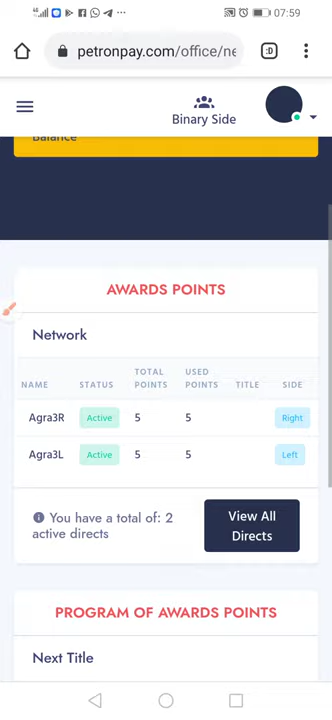 07:59
petronpay.com/office/ne
:D
Binary Side
Balance
AWARDS POINTS
Network
NAME STATUS TOTAL POINTS USED POINTS TITLE SIDE
Agra3R Active 5 5 Right
Agra3L Active 5 5 Left
You have a total of: 2
active directs
View All
Directs
PROGRAM OF AWARDS POINTS
Next Title